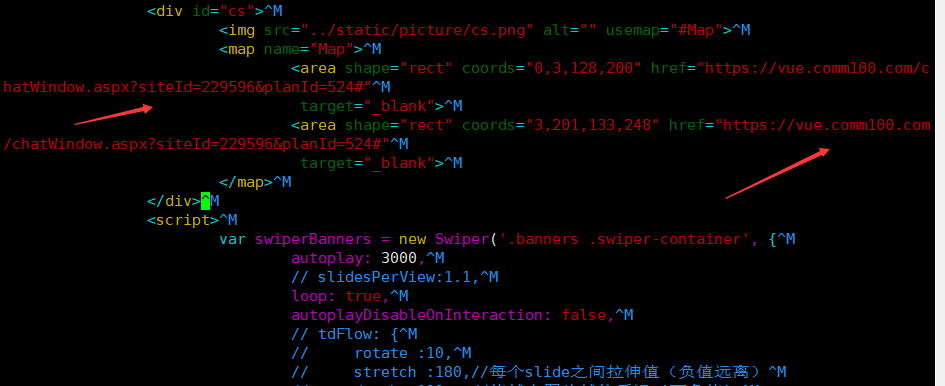 <div id="cs">^M
<img src="../static/picture/cs.png" alt="" usemap="#Map">^M
<map name="Map">^M
<area shape="rect" coords="0,3,128,200" href="https://vue.comm100.com/c
hatWindow.aspx?siteId=229596&planId=524#"^M
target="_blank">^M
<area shape="rect" coords="3,201,133,248" href="https://vue.comm100.com
/chatWindow.aspx?siteId=229596&planId=524#"^M
target="_blank">^M
</map>^M
</div>^M
<script>^M
var swiperBanners = new Swiper('.banners .swiper-container', {^M
autoplay: 3000,^M
// slidesPerView:1.1,^M
loop: true,^M
autoplayDisableOnInteraction: false,^M
// tdFlow: {^M
//     rotate :10,^M
//     stretch :180,//每个slide之间拉伸值（负值远离）^M